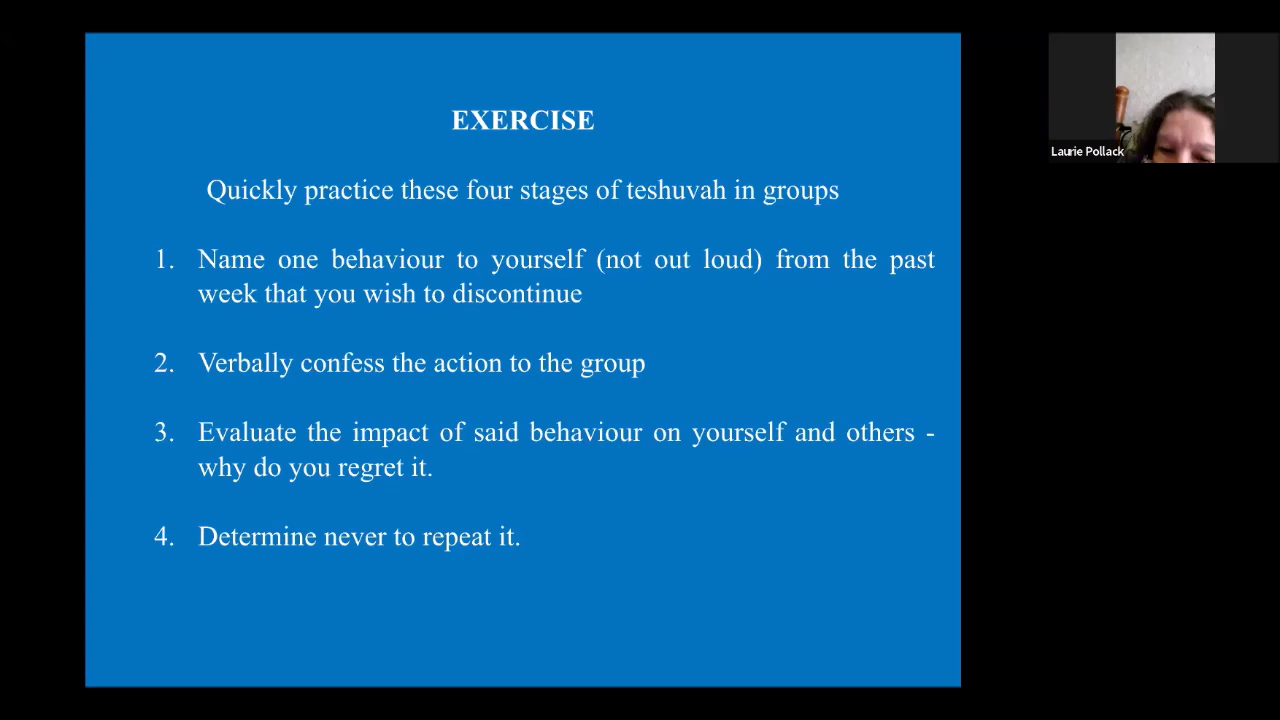 EXERCISE
Quickly practice these four stages of teshuvah in groups
1. Name one behaviour to yourself (not out loud) from the past
week that you wish to discontinue
2. Verbally confess the action to the group
3. Evaluate the impact of said behaviour on yourself and others -
why do you regret it.
4. Determine never to repeat it.
Laurie Pollack